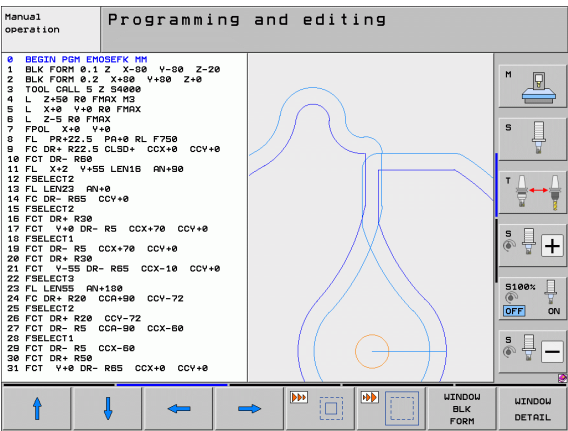 Manual
operation
Programming and editing
0 BEGIN PGM EMOSEFK MM
1 BLK FORM 0.1 Z X-80 Y-80 Z-20
2 BLK FORM 0.2 X+80 Y+80 Z+0
3 TOOL CALL 5 Z S4000
4 L Z+50 R0 FMAX M3
5 L X+0 Y+0 R0 FMAX
6 L Z-5 R0 FMAX
7 FPOL X+0 Y+0
8 FL PR+22.5 PA+0 RL F750
9 FC DR+ R22.5 CLSD+ CCX+0 CCY+0
10 FCT DR- R60
11 FL X+2 Y+55 LEN16 AN+90
12 FSELECT2
13 FL LEN23 AN+0
14 FC DR- R65 CCY+0
15 FSELECT2
16 FCT DR+ R30
17 FCT Y+0 DR- R5 CCX+70 CCY+0
18 FSELECT1
19 FCT DR- R5 CCX+70 CCY+0
20 FCT DR+ R30
21 FCT Y-55 DR- R65 CCX-10 CCY+0
22 FSELECT3
23 FL LEN55 AN+180
24 FC DR+ R20 CCA+90 CCY-72
25 FSELECT2
26 FCT DR+ R20 CCY-72
27 FCT DR- R5 CCA-90 CCX-60
28 FSELECT1
29 FCT DR- R5 CCX-60
30 FCT DR+ R50
31 FCT Y+0 DR- R65 CCX+0 CCY+0
M
S
T
S
S100%
OFF ON
S
WINDOW
BLK
FORM
WINDOW
DETAIL